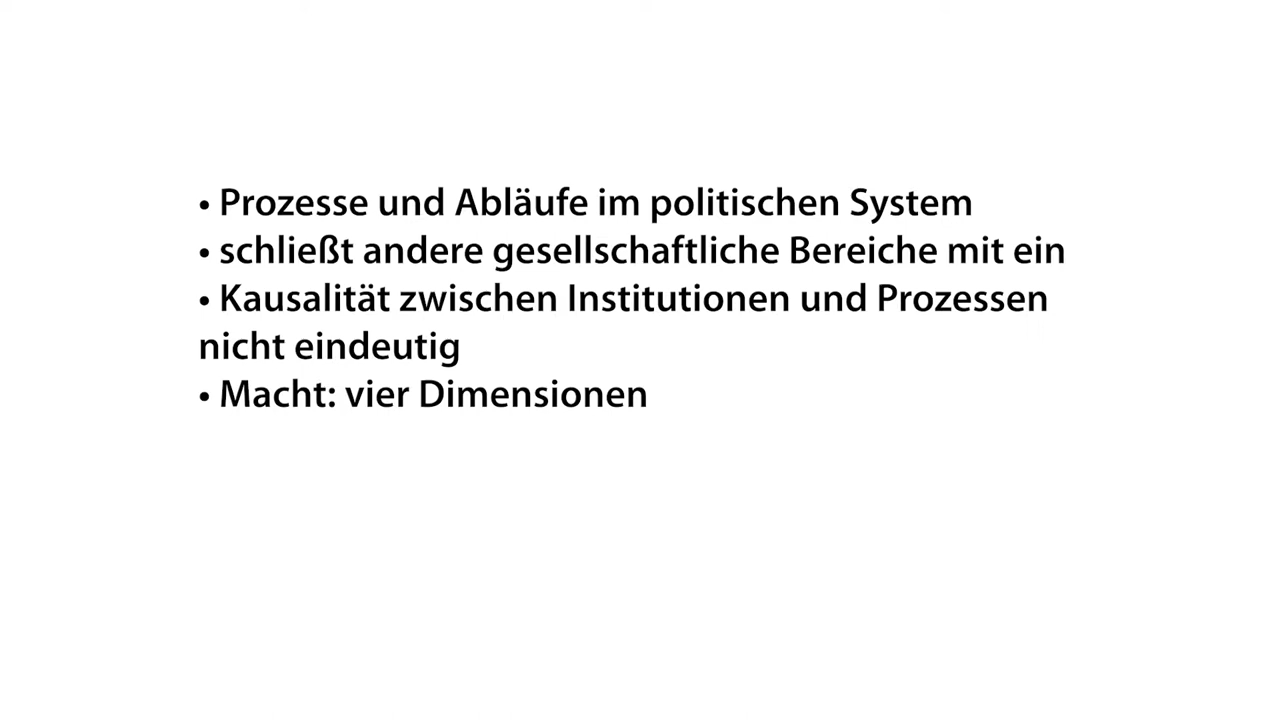 • Prozesse und Abläufe im politischen System
• schließt andere gesellschaftliche Bereiche mit ein
• Kausalität zwischen Institutionen und Prozessen
nicht eindeutig
• Macht: vier Dimensionen